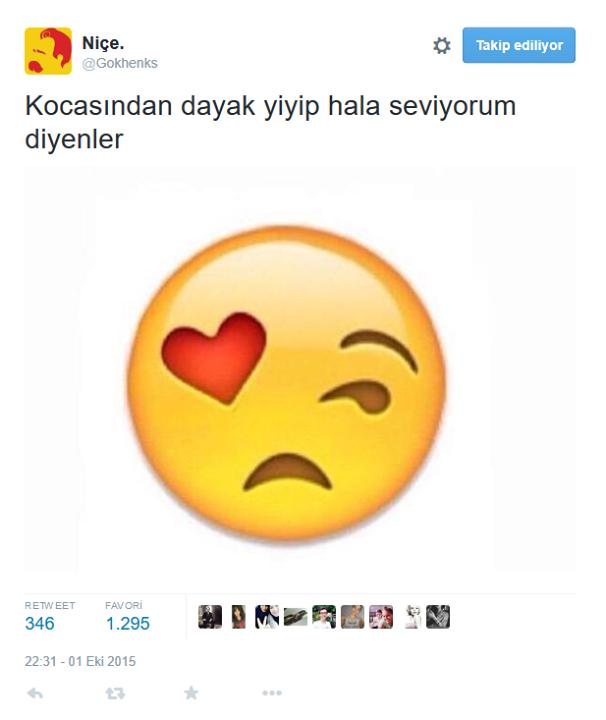 Niçe.
@Gokhenks
Takip ediliyor
Kocasından dayak yiyip hala seviyorum
diyenler
RETWEET
FAVORİ
346
1.295
22:31 - 01 Eki 2015